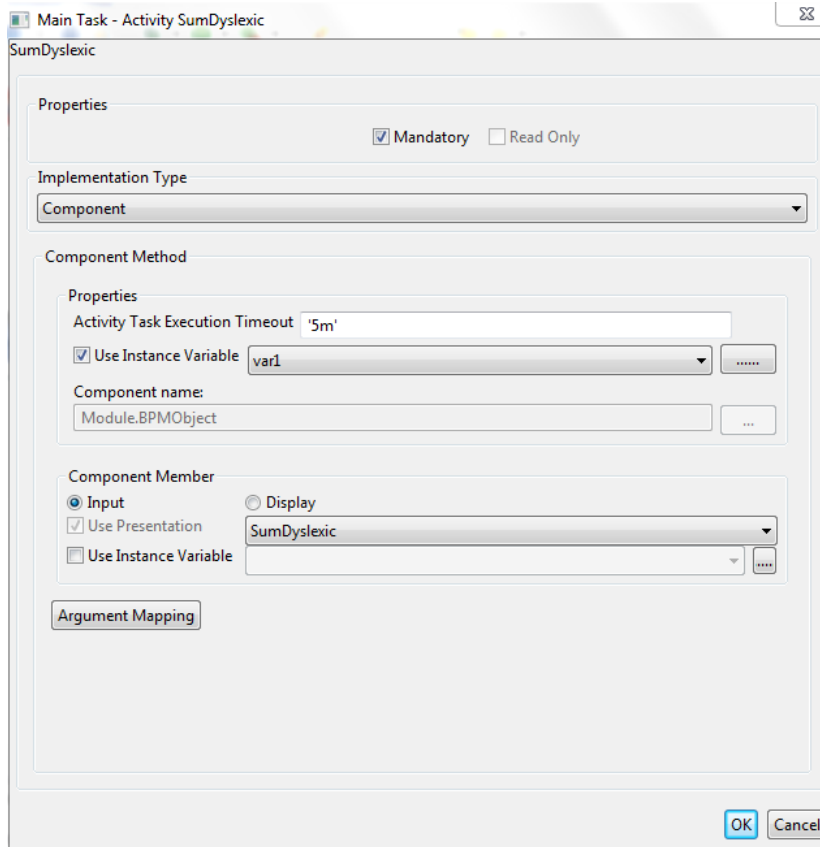 Main Task - Activity SumDyslexic
SumDyslexic
Properties
Mandatory Read Only
Implementation Type
Component
Component Method
Properties
Activity Task Execution Timeout '5m'
Use Instance Variable var1 ......
Component name:
Module.BPMObject ...
Component Member
Input Display
Use Presentation SumDyslexic
Use Instance Variable ....
Argument Mapping
OK Cancel